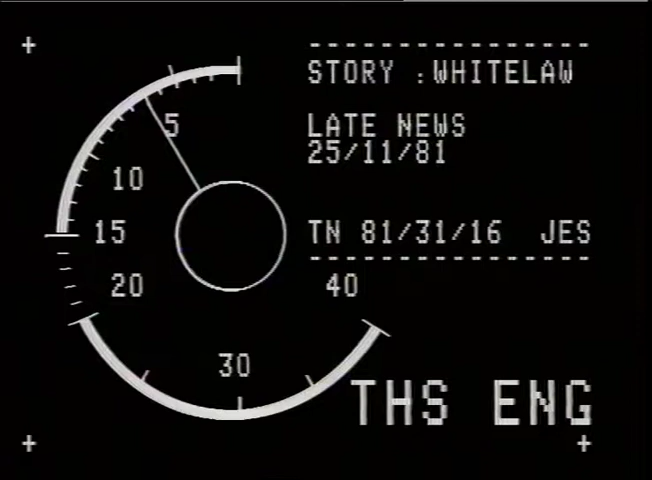 ----------------
STORY :WHITELAW
LATE NEWS
25/11/81
TN 81/31/16 JES
----------------
5
10
15
20
30
40
THS ENG